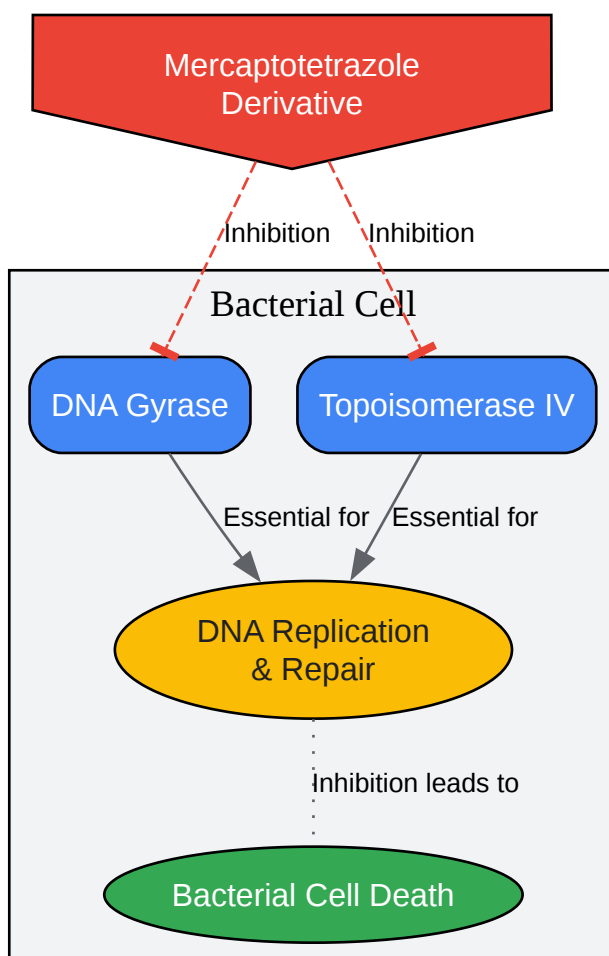 Mercaptotetrazole
Derivative
Inhibition
Inhibition
Bacterial Cell
DNA Gyrase
Topoisomerase IV
Essential for
Essential for
DNA Replication
& Repair
Inhibition leads to
Bacterial Cell Death